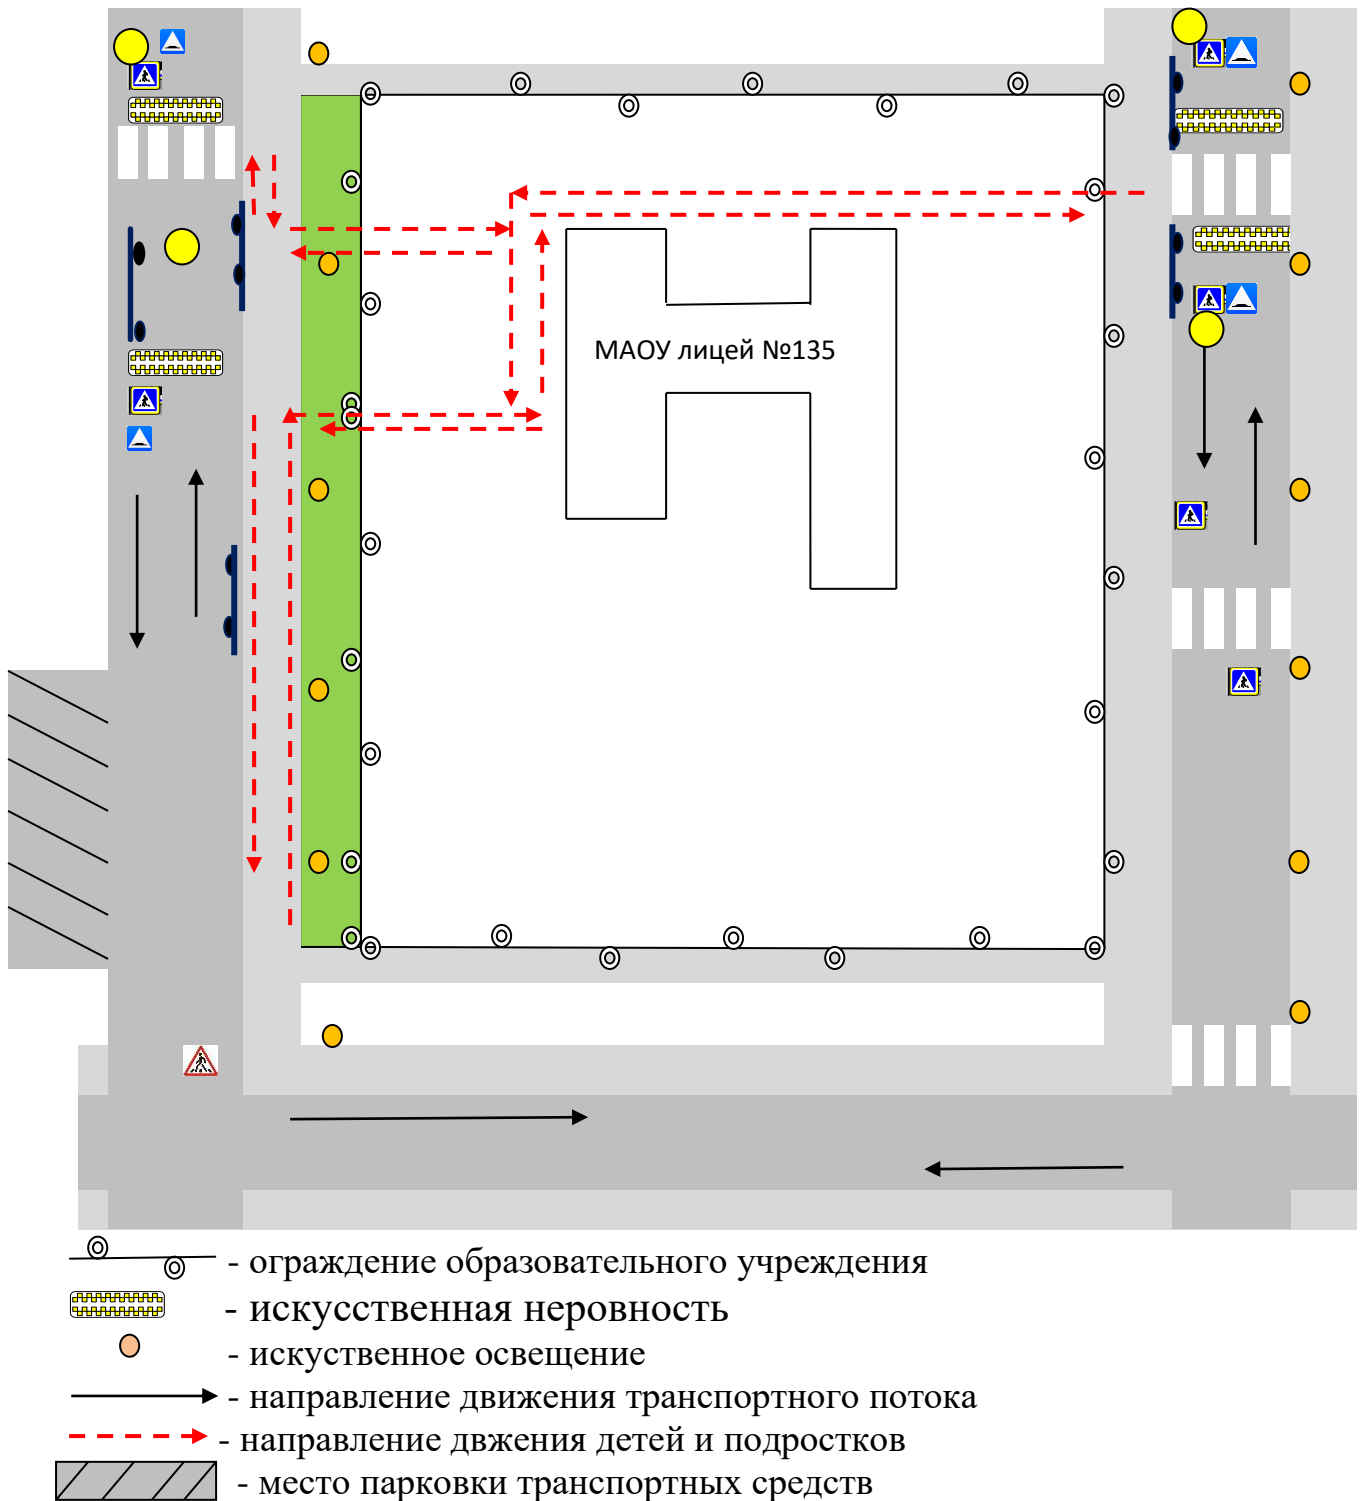 МАОУ лицей №135
- ограждение образовательного учреждения
- искусственная неровность
- искуственное освещение
- направление движения транспортного потока
- направление двжения детей и подростков
- место парковки транспортных средств